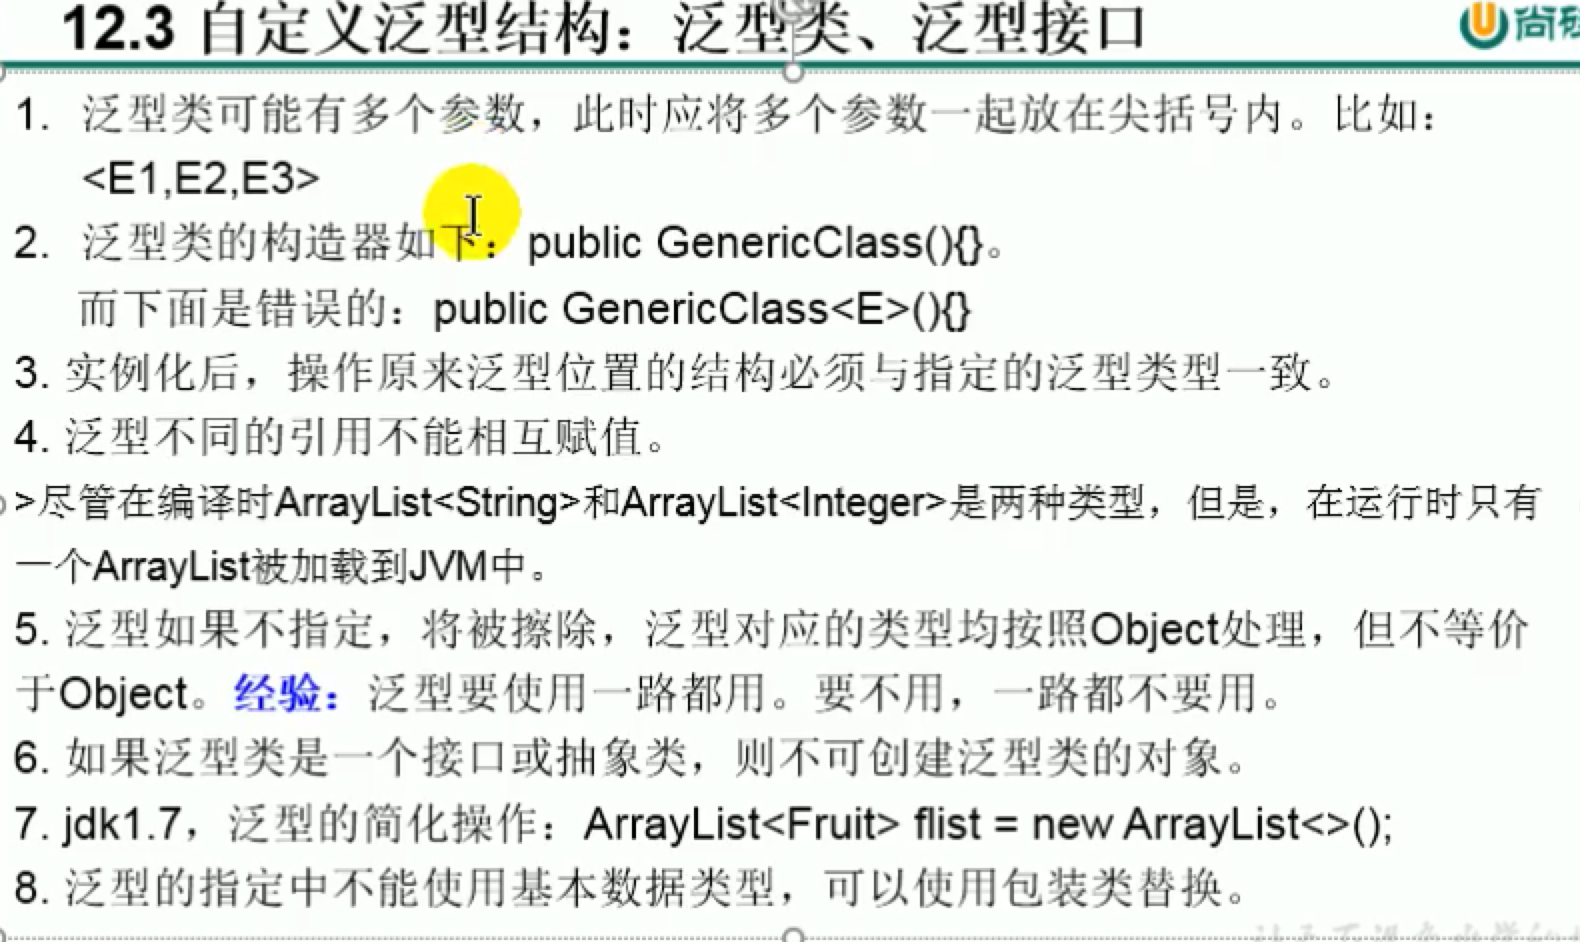 12.3 自定义泛型结构：泛型类、泛型接口
尚硅
1. 泛型类可能有多个参数，此时应将多个参数一起放在尖括号内。比如：
<E1,E2,E3>
2. 泛型类的构造器如下：public GenericClass(){}。
而下面是错误的：public GenericClass<E>(){}
3. 实例化后，操作原来泛型位置的结构必须与指定的泛型类型一致。
4. 泛型不同的引用不能相互赋值。
>尽管在编译时ArrayList<String>和ArrayList<Integer>是两种类型，但是，在运行时只有
一个ArrayList被加载到JVM中。
5. 泛型如果不指定，将被擦除，泛型对应的类型均按照Object处理，但不等价
于Object。经验：泛型要使用一路都用。要不用，一路都不要用。
6. 如果泛型类是一个接口或抽象类，则不可创建泛型类的对象。
7. jdk1.7，泛型的简化操作：ArrayList<Fruit> flist = new ArrayList<>();
8. 泛型的指定中不能使用基本数据类型，可以使用包装类替换。